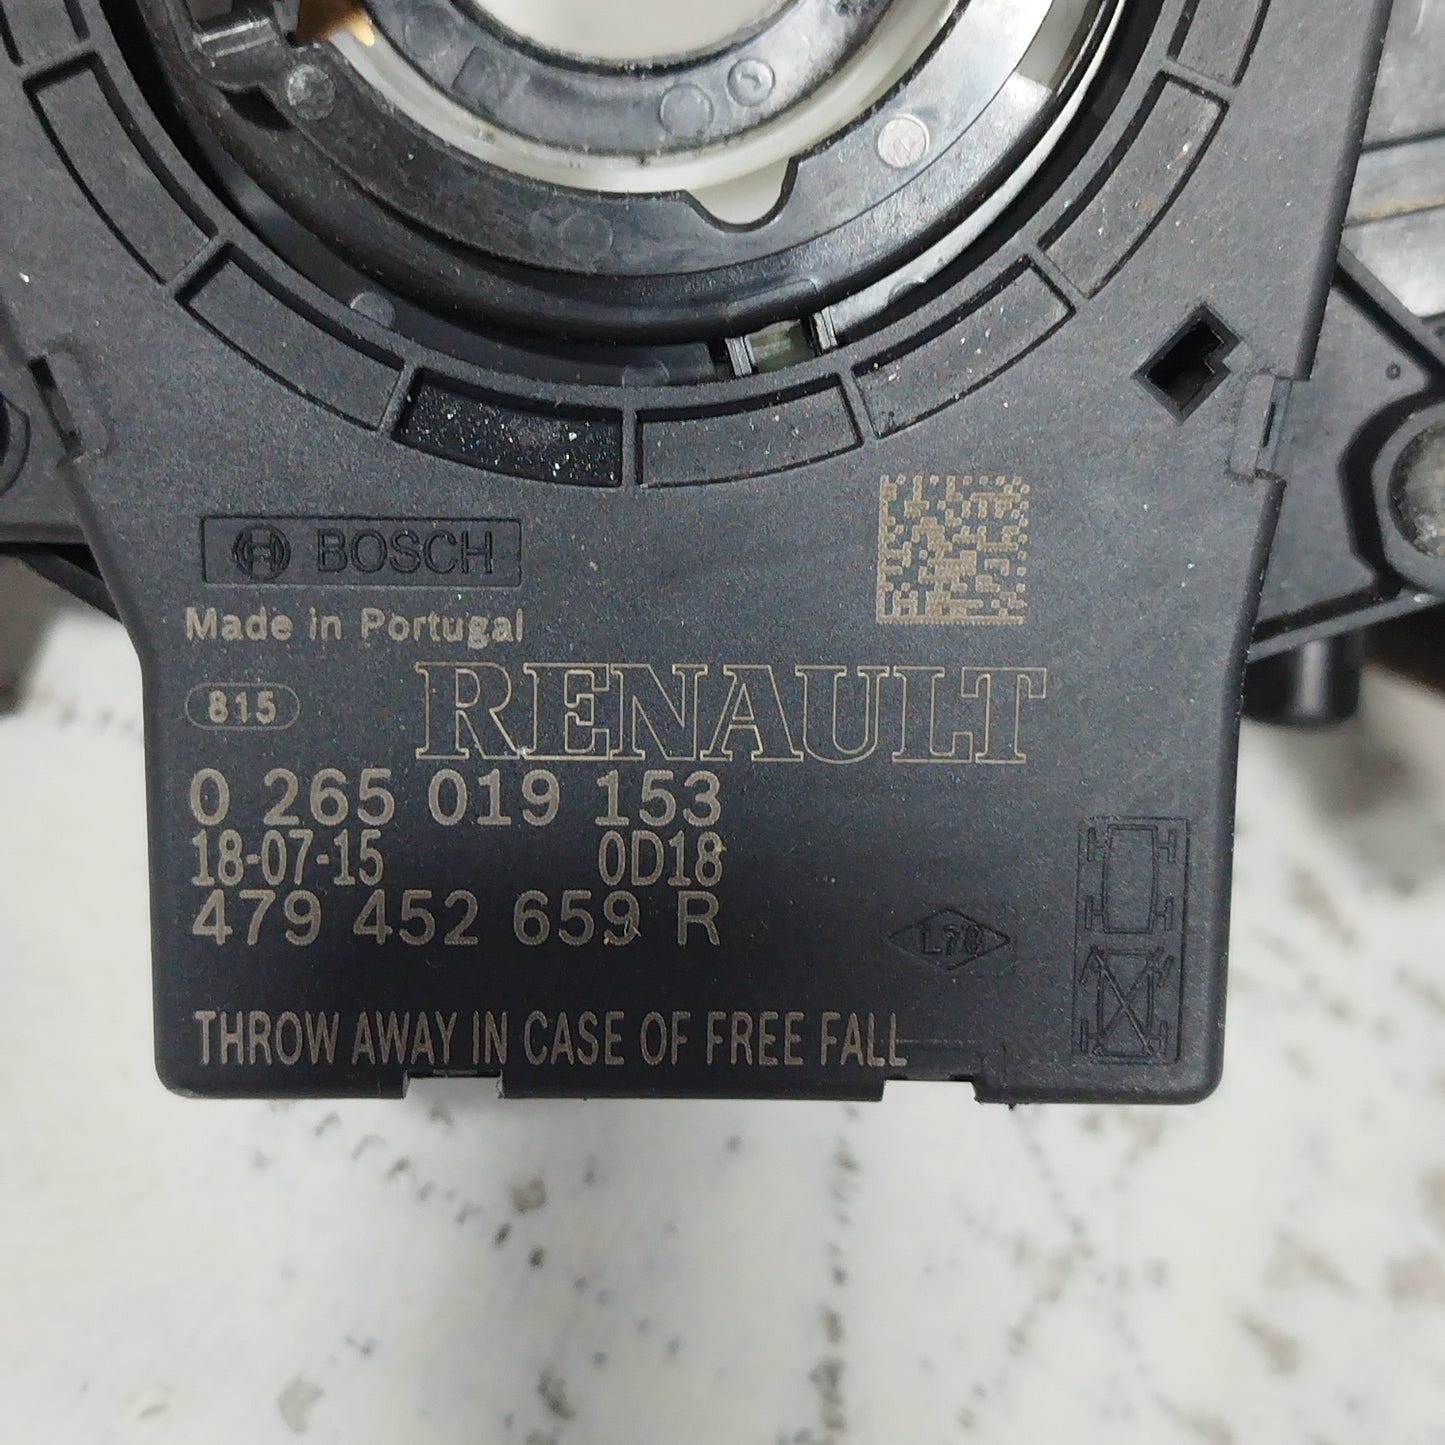 BOSCH
Made in Portugal
815
RENAULT
0 265 019 153
18-07-15 0D18
479 452 659 R
THROW AWAY IN CASE OF FREE FALL